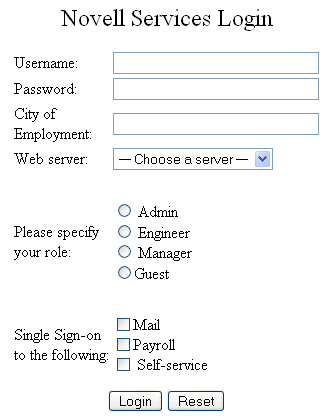 Novell Services Login
Username:
Password:
City of
Employment:
Web server: — Choose a server —
Please specify
your role:
Admin
Engineer
Manager
Guest
Single Sign-on
to the following:
Mail
Payroll
Self-service
Login Reset